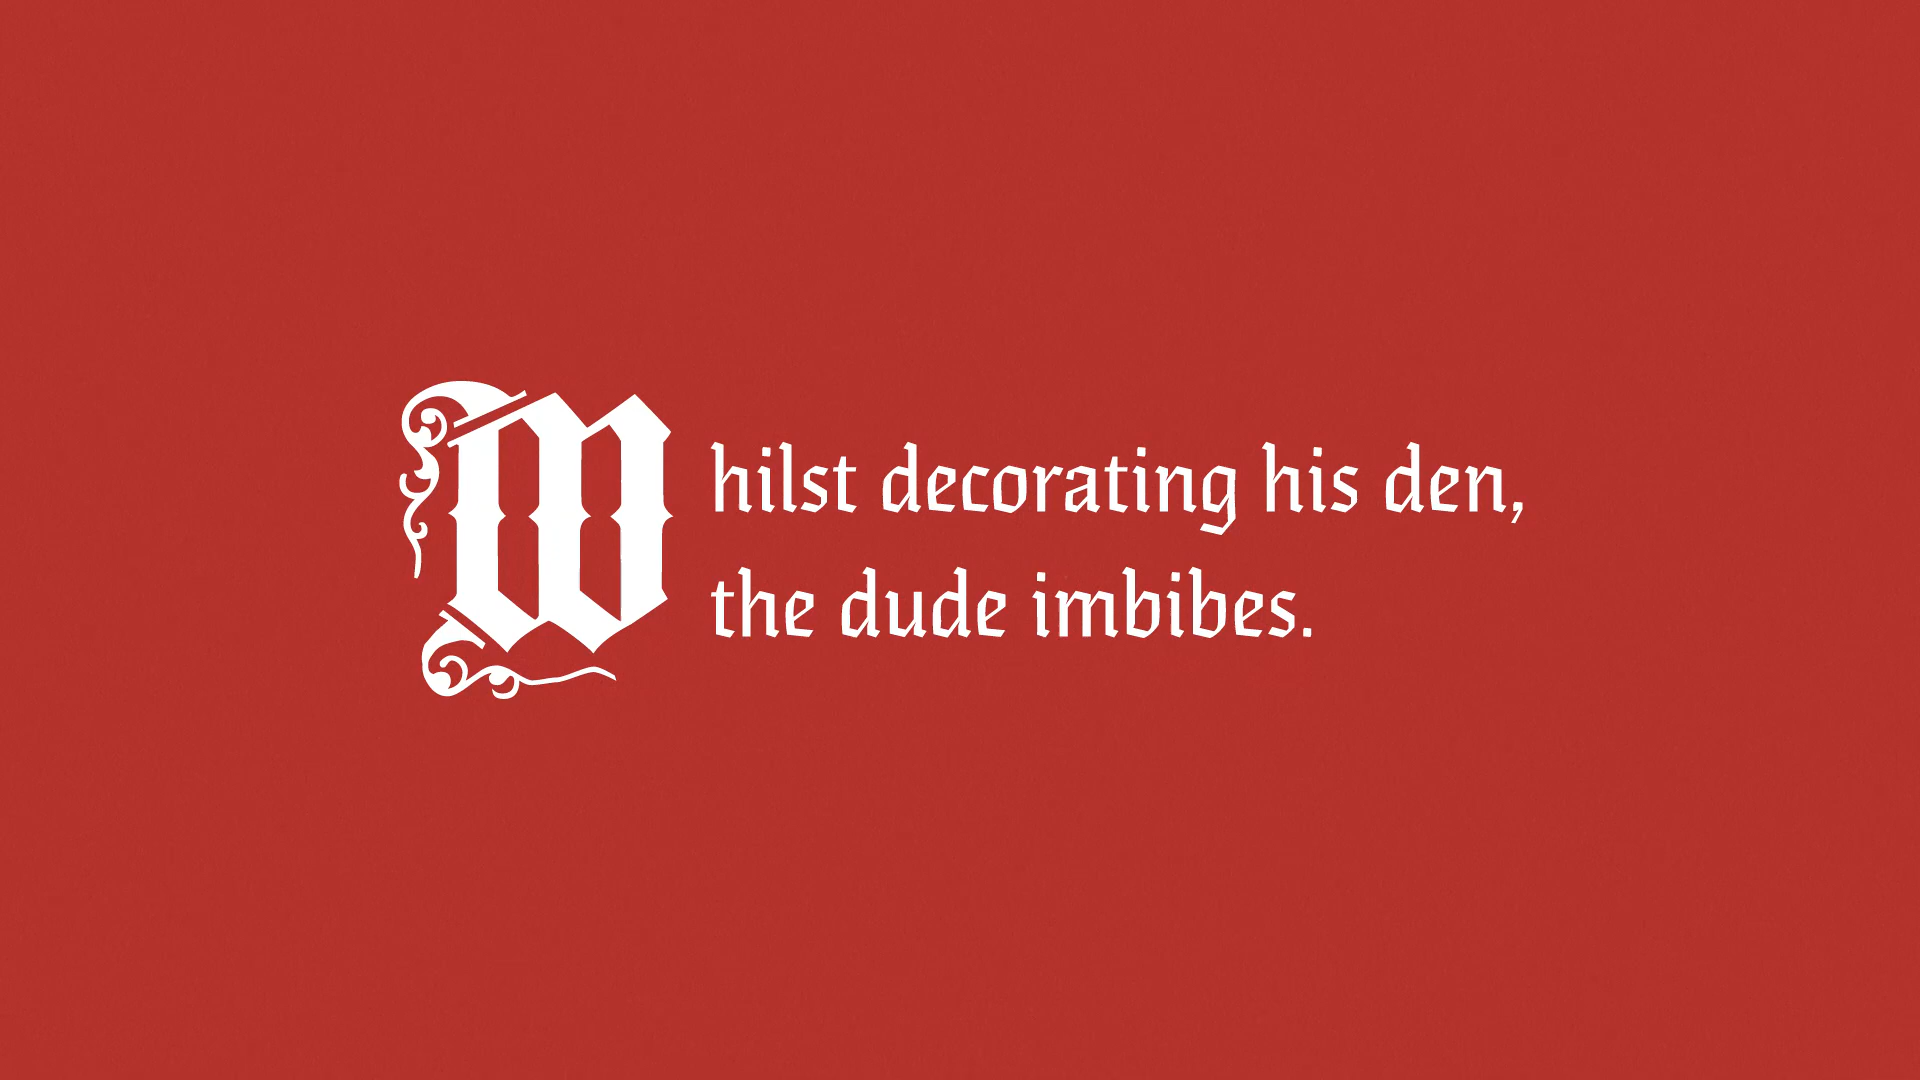 Whilst decorating his den,
the dude imbibes.